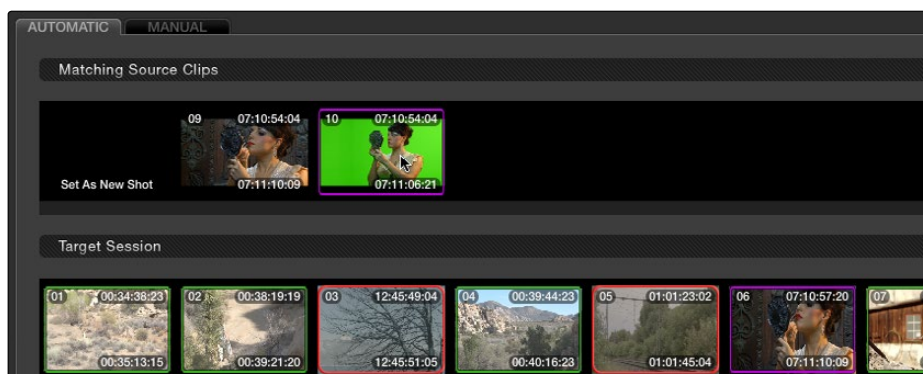 AUTOMATIC MANUAL
Matching Source Clips
09 07:10:54:04 10 07:10:54:04
Set As New Shot 07:11:10:09 07:11:06:21
Target Session
01 00:34:38:23 02 00:38:19:19 03 12:45:49:04 04 00:39:44:23 05 01:01:23:02 06 07:10:57:20 07
00:35:13:15 00:39:21:20 12:45:51:05 00:40:16:23 01:01:45:04 07:11:10:09